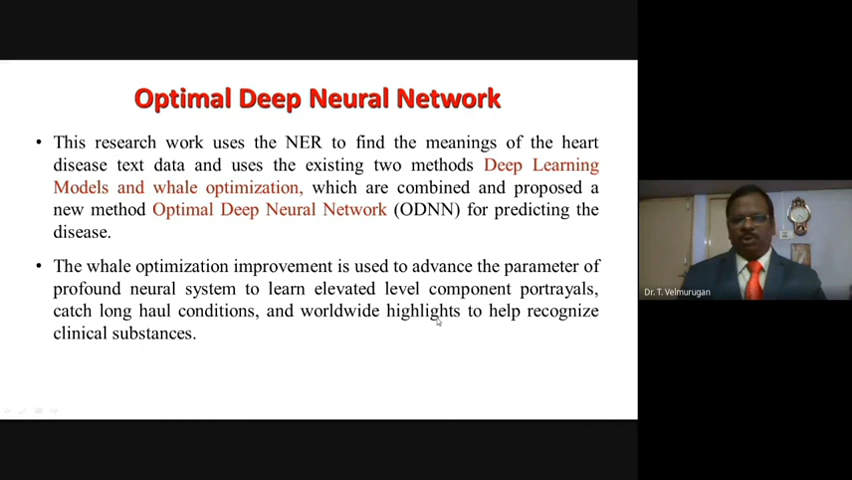 Optimal Deep Neural Network
• This research work uses the NER to find the meanings of the heart
disease text data and uses the existing two methods Deep Learning
Models and whale optimization, which are combined and proposed a
new method Optimal Deep Neural Network (ODNN) for predicting the
disease.
• The whale optimization improvement is used to advance the parameter of
profound neural system to learn elevated level component portrayals,
catch long haul conditions, and worldwide highlights to help recognize
clinical substances.
Dr. T. Velmurugan